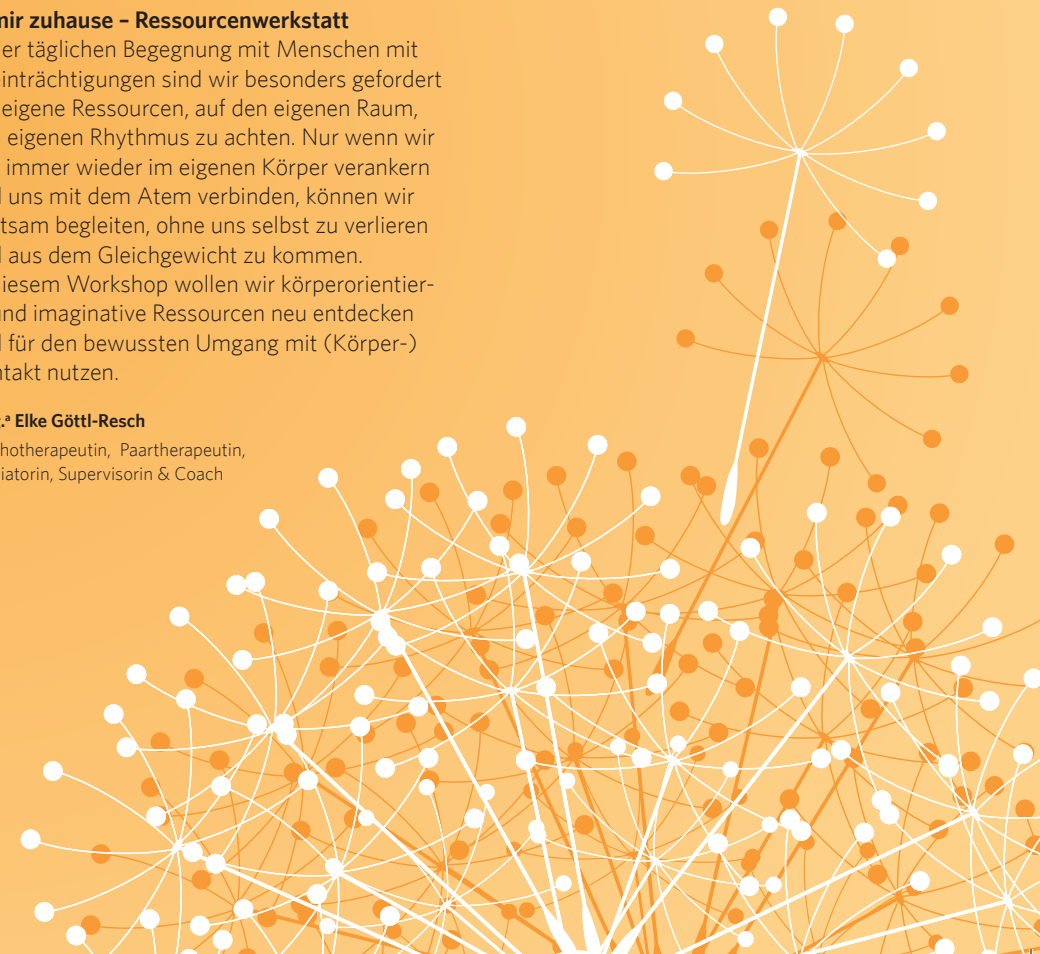 mir zuhause – Ressourcenwerkstatt
er täglichen Begegnung mit Menschen mit
einträchtigungen sind wir besonders gefordert
eigene Ressourcen, auf den eigenen Raum,
eigenen Rhythmus zu achten. Nur wenn wir
immer wieder im eigenen Körper verankern
d uns mit dem Atem verbinden, können wir
tsam begleiten, ohne uns selbst zu verlieren
d aus dem Gleichgewicht zu kommen.
diesem Workshop wollen wir körperorientier-
und imaginative Ressourcen neu entdecken
d für den bewussten Umgang mit (Körper-)
ntakt nutzen.
g.ª Elke Göttl-Resch
hotherapeutin, Paartherapeutin,
iatorin, Supervisorin & Coach